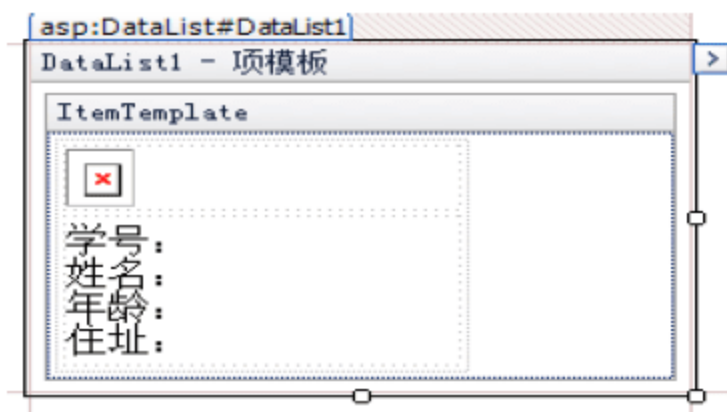 asp:DataList#DataList1
DataList1 - 项模板
ItemTemplate
学号：
姓名：
年龄：
住址：